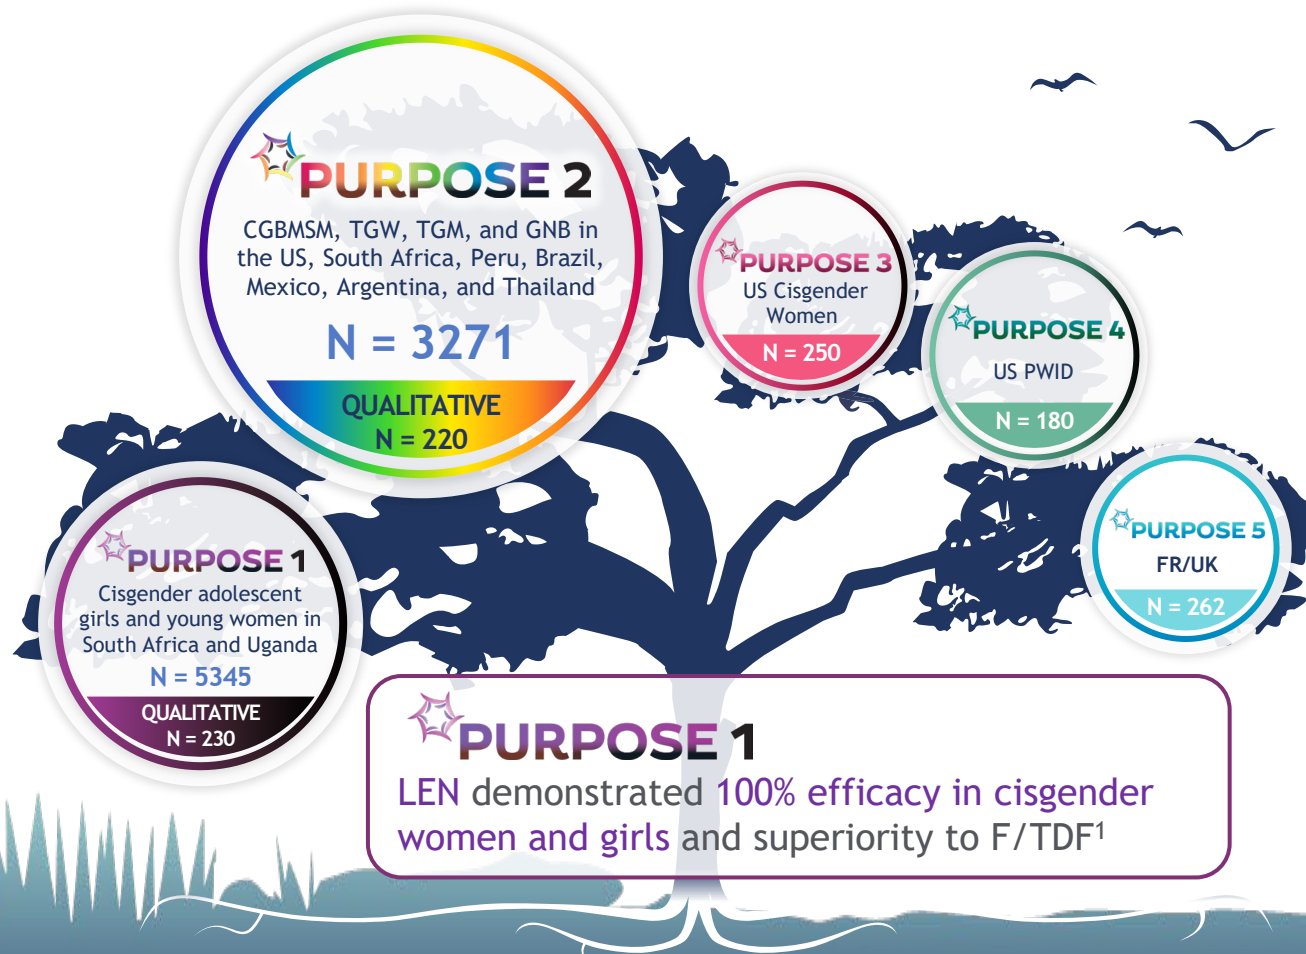 PURPOSE 2
CGBMSM, TGW, TGM, and GNB in
the US, South Africa, Peru, Brazil,
Mexico, Argentina, and Thailand
N = 3271
QUALITATIVE
N = 220
PURPOSE 3
US Cisgender
Women
N = 250
PURPOSE 4
US PWID
N = 180
PURPOSE 5
FR/UK
N = 262
PURPOSE 1
Cisgender adolescent
girls and young women in
South Africa and Uganda
N = 5345
QUALITATIVE
N = 230
PURPOSE 1
LEN demonstrated 100% efficacy in cisgender
women and girls and superiority to F/TDF¹